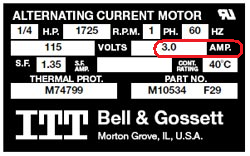 ALTERNATING CURRENT MOTOR
1/4 H.P. 1725 R.P.M. 1 PH. 60 HZ
115 VOLTS 3.0 AMP.
S.F. 1.35 S.F. AMP. CONT. RATING 40°C
THERMAL PROT. PART NO.
M74799 M10534 F29
ITT Bell & Gossett
Morton Grove, IL, U.S.A.